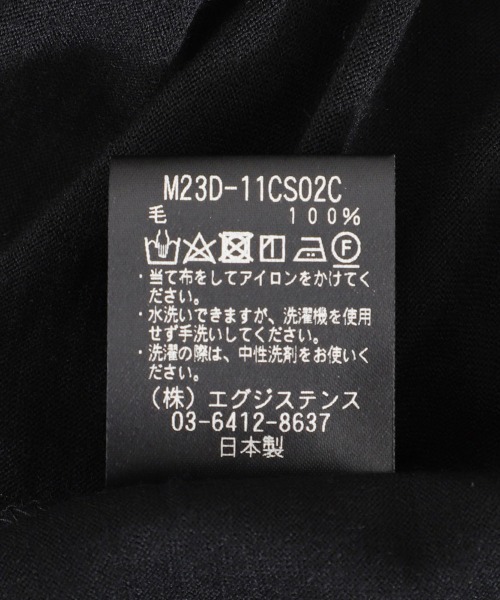 M23D-11CS02C
毛 100%
F
・当て布をしてアイロンをかけてく
ださい。
・水洗いできますが、洗濯機を使用
せず手洗いしてください。
・洗濯の際は、中性洗剤をお使いく
ださい。
(株) エグジステンス
03-6412-8637
日本製